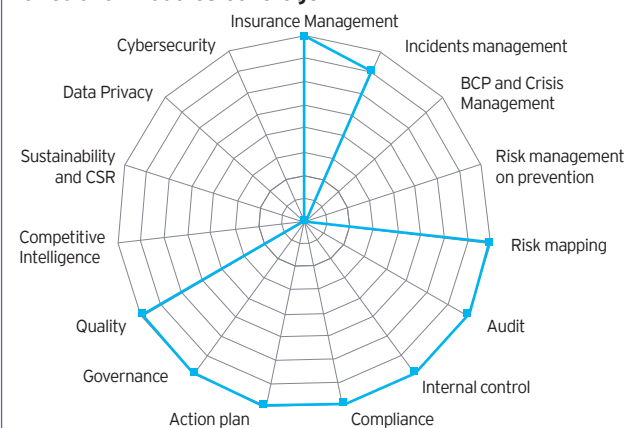 Insurance Management
Cybersecurity
Incidents management
Data Privacy
BCP and Crisis
Management
Sustainability
and CSR
Risk management
on prevention
Competitive
Intelligence
Risk mapping
Quality
Audit
Governance
Internal control
Action plan
Compliance